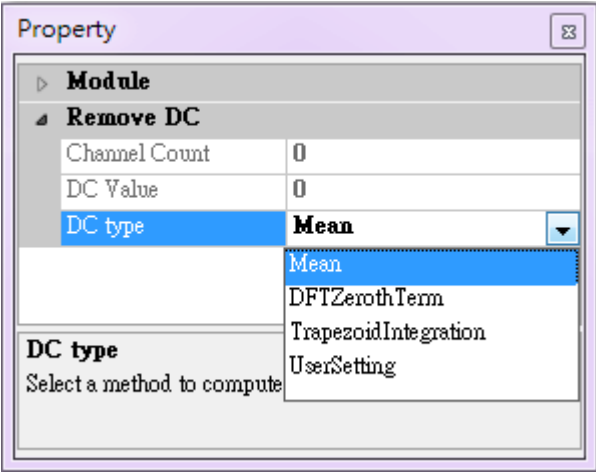 Property
Module
Remove DC
Channel Count 0
DC Value 0
DC type Mean
Mean
DFTZerothTerm
TrapezoidIntegration
UserSetting
DC type
Select a method to compute